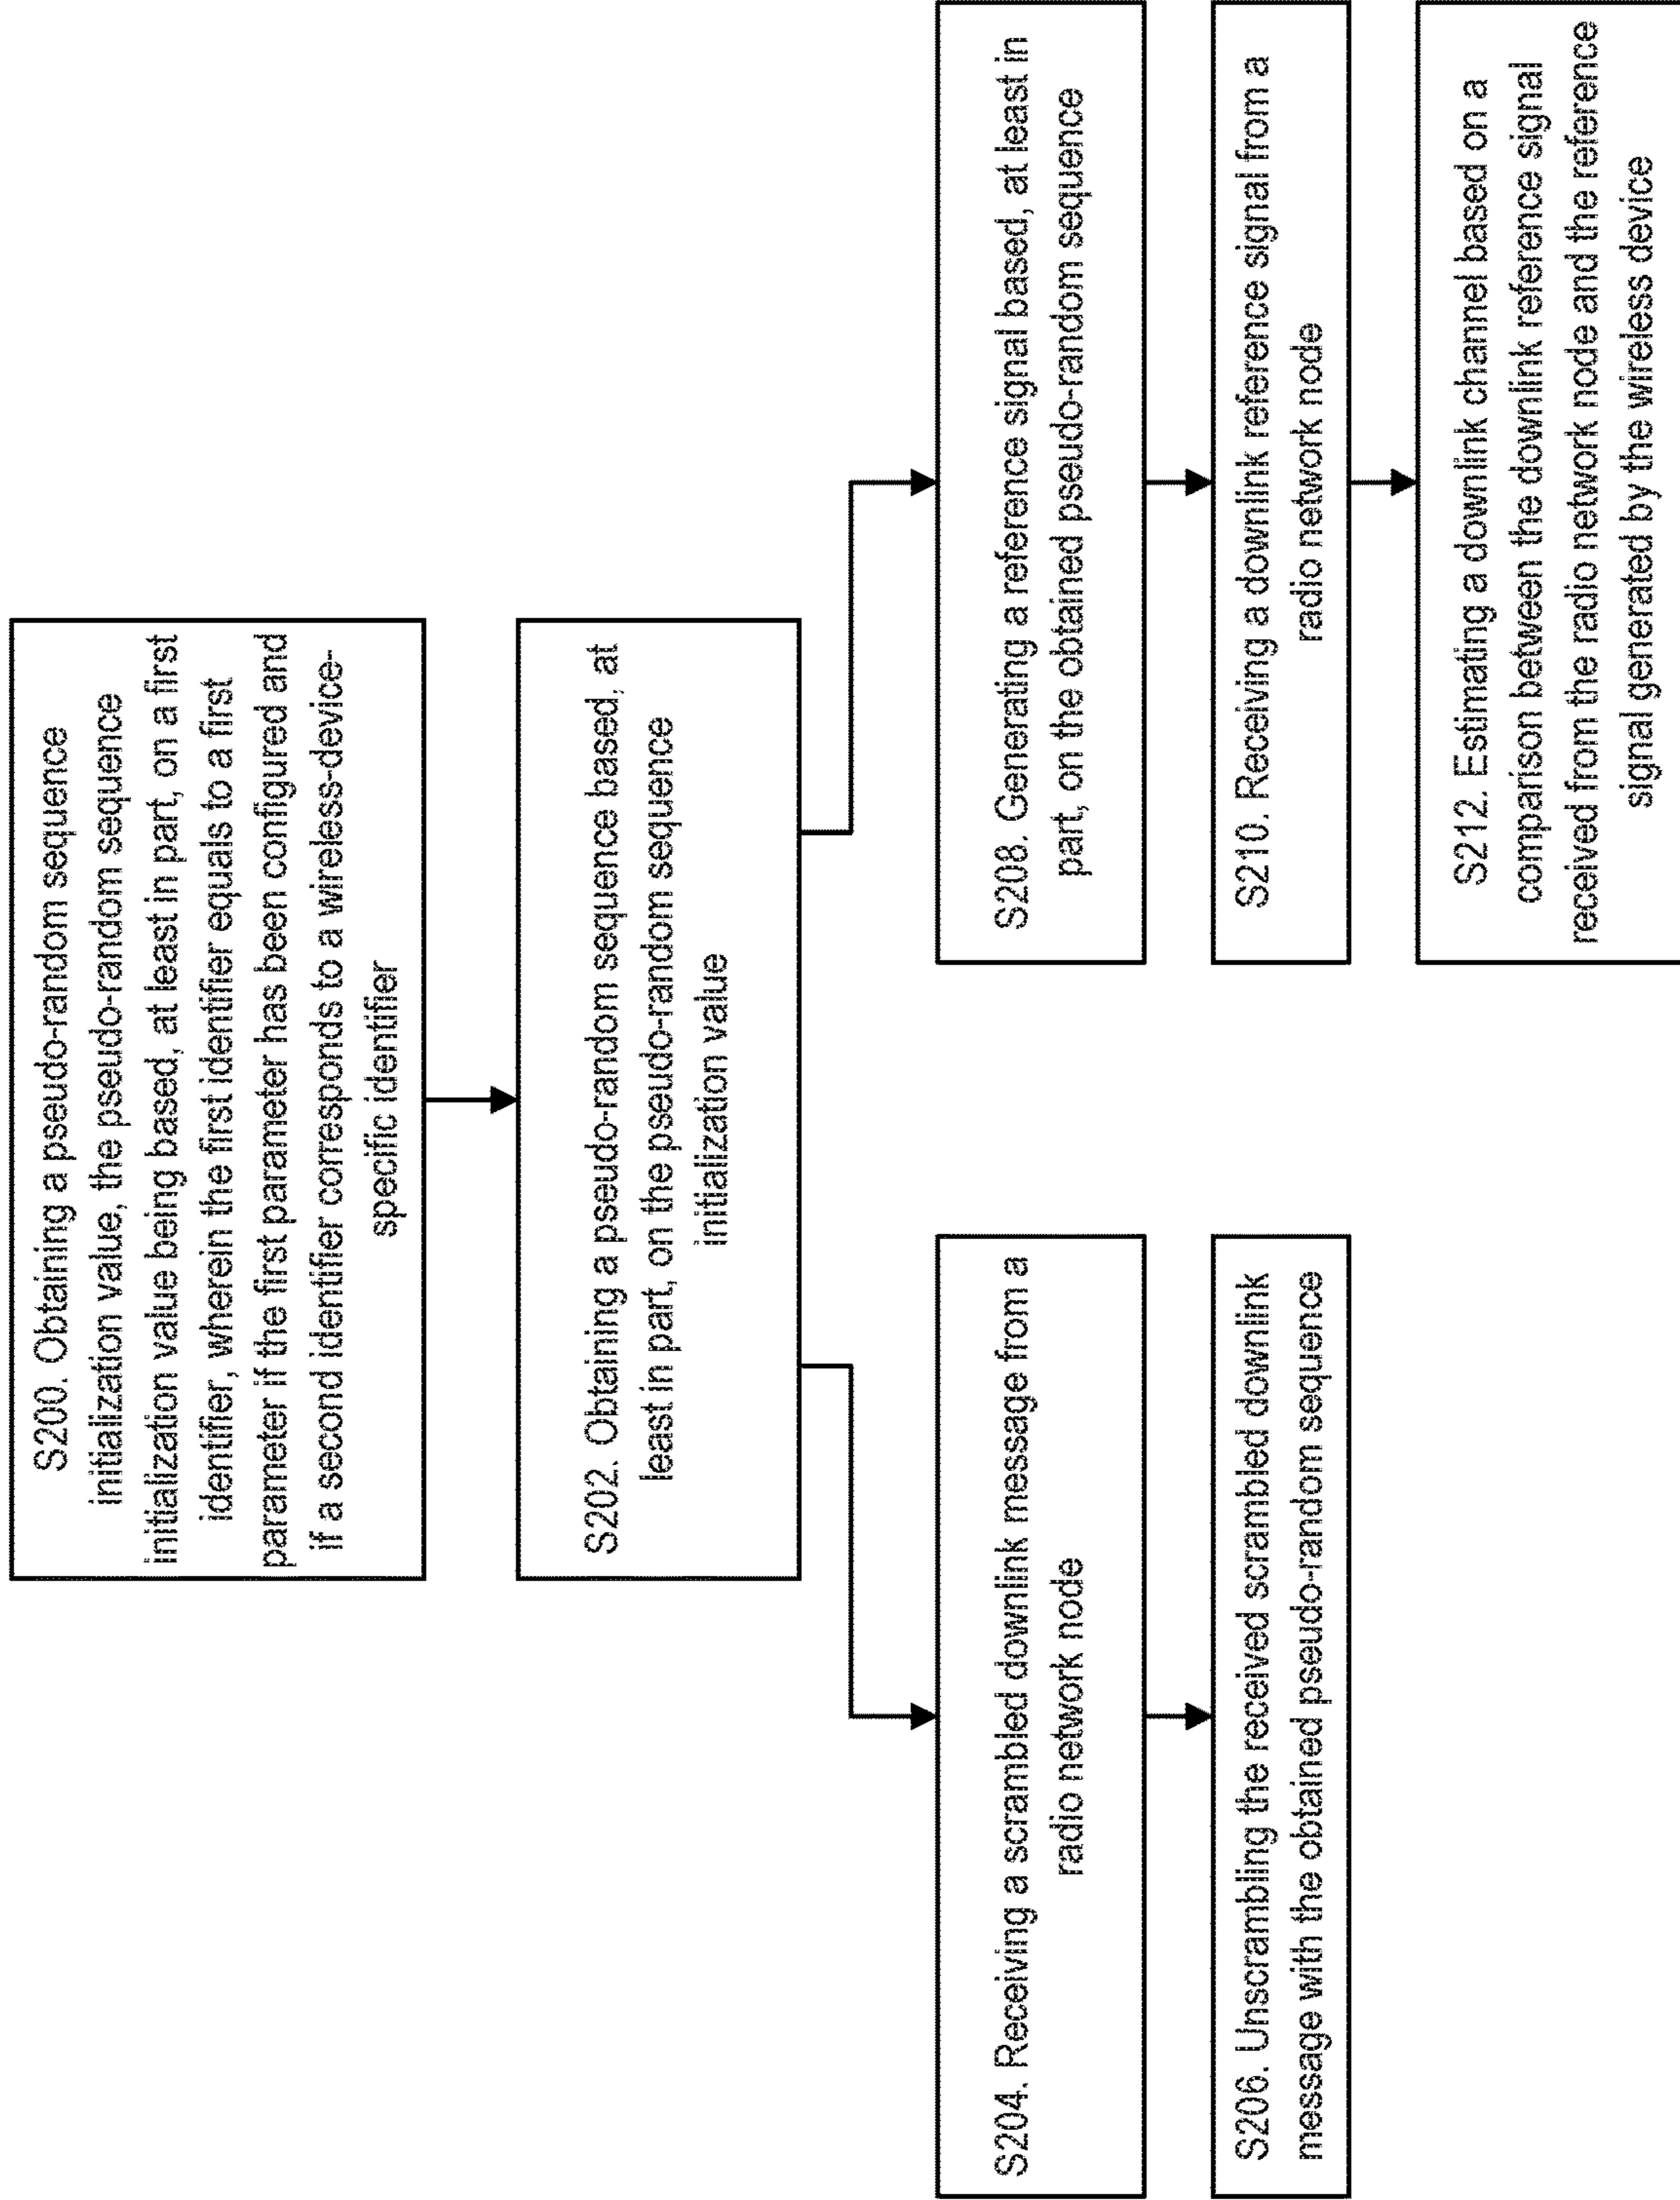 S200. Obtaining a pseudo-random sequence
initialization value, the pseudo-random sequence
initialization value being based, at least in part, on a first
identifier, wherein the first identifier equals to a first
parameter if the first parameter has been configured and
if a second identifier corresponds to a wireless-device-
specific identifier
S202. Obtaining a pseudo-random sequence based, at
least in part, on the pseudo-random sequence
initialization value
S204. Receiving a scrambled downlink message from a
radio network node
S206. Unscrambling the received scrambled downlink
message with the obtained pseudo-random sequence
S208. Generating a reference signal based, at least in
part, on the obtained pseudo-random sequence
S210. Receiving a downlink reference signal from a
radio network node
S212. Estimating a downlink channel based on a
comparison between the downlink reference signal
received from the radio network node and the reference
signal generated by the wireless device